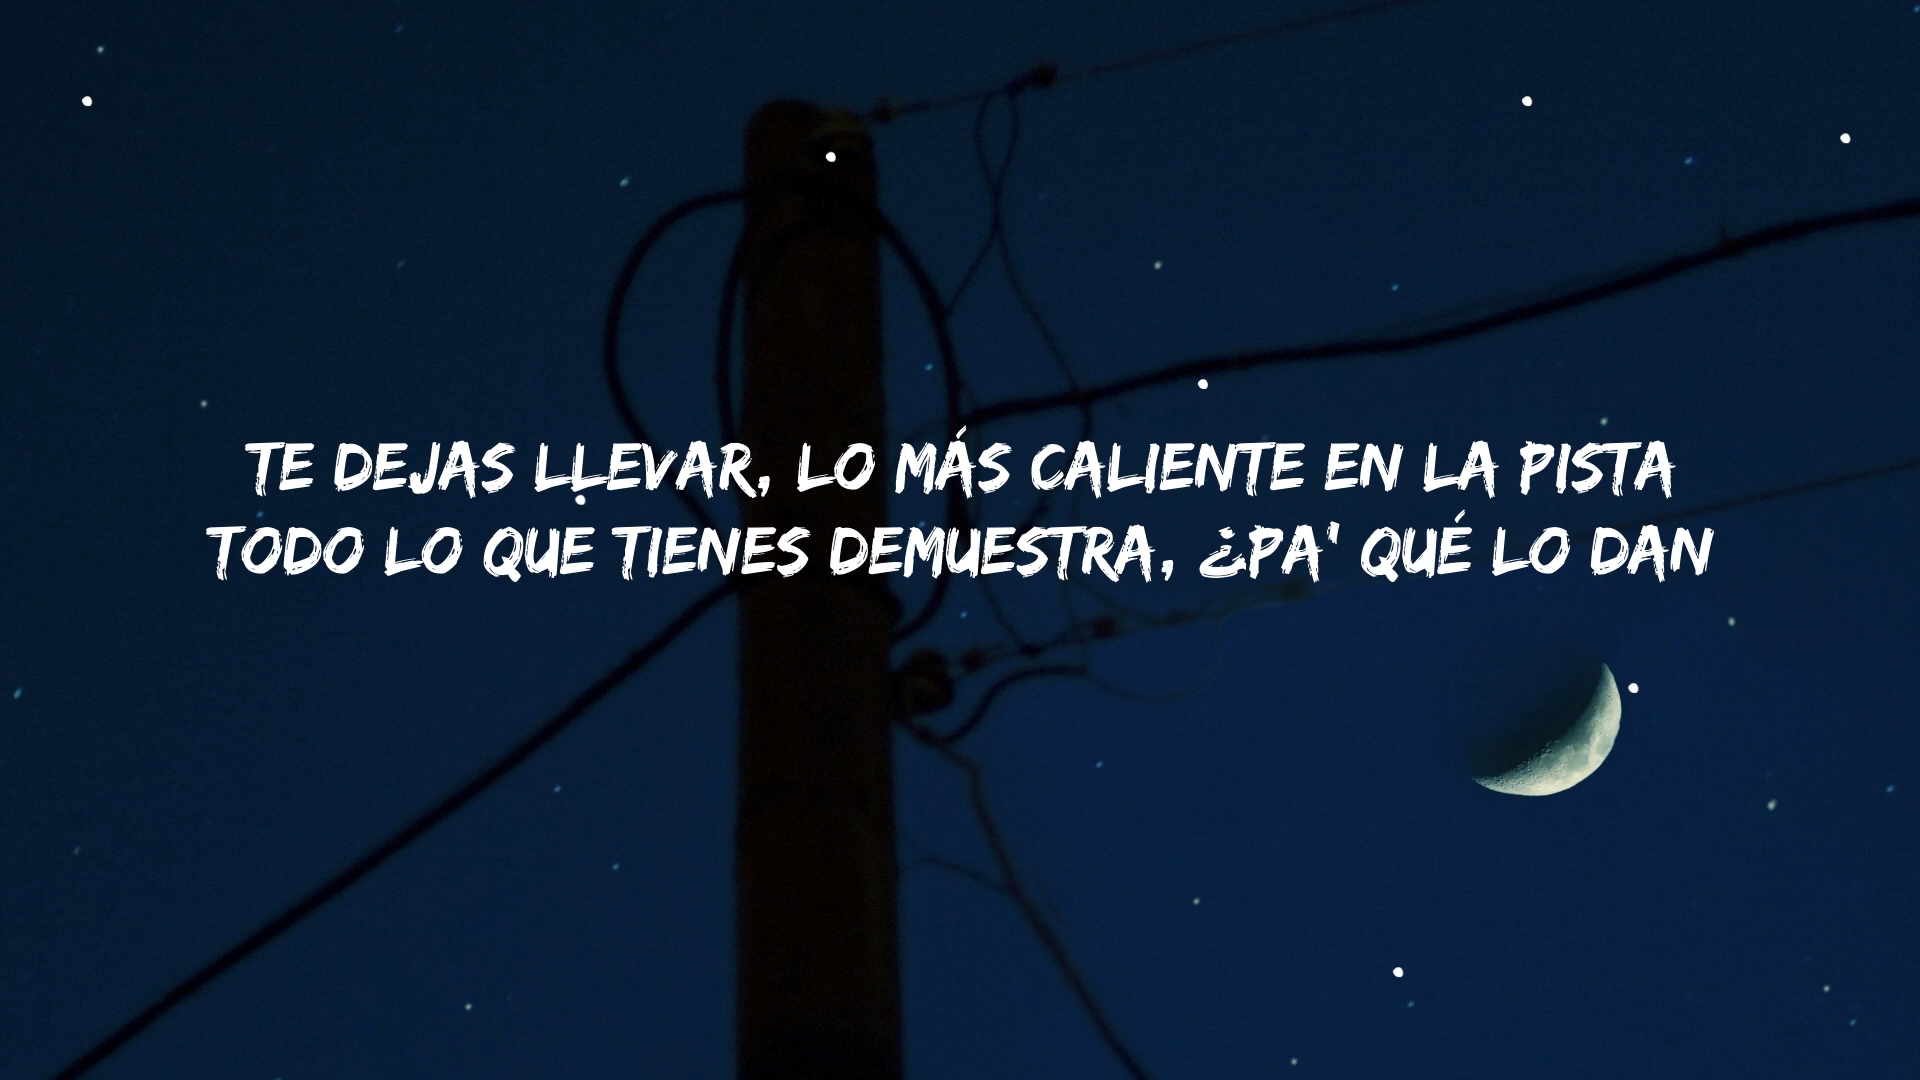 TE DEJAS LLEVAR, LO MÁS CALIENTE EN LA PISTA
TODO LO QUE TIENES DEMUESTRA, ¿PA' QUÉ LO DAN